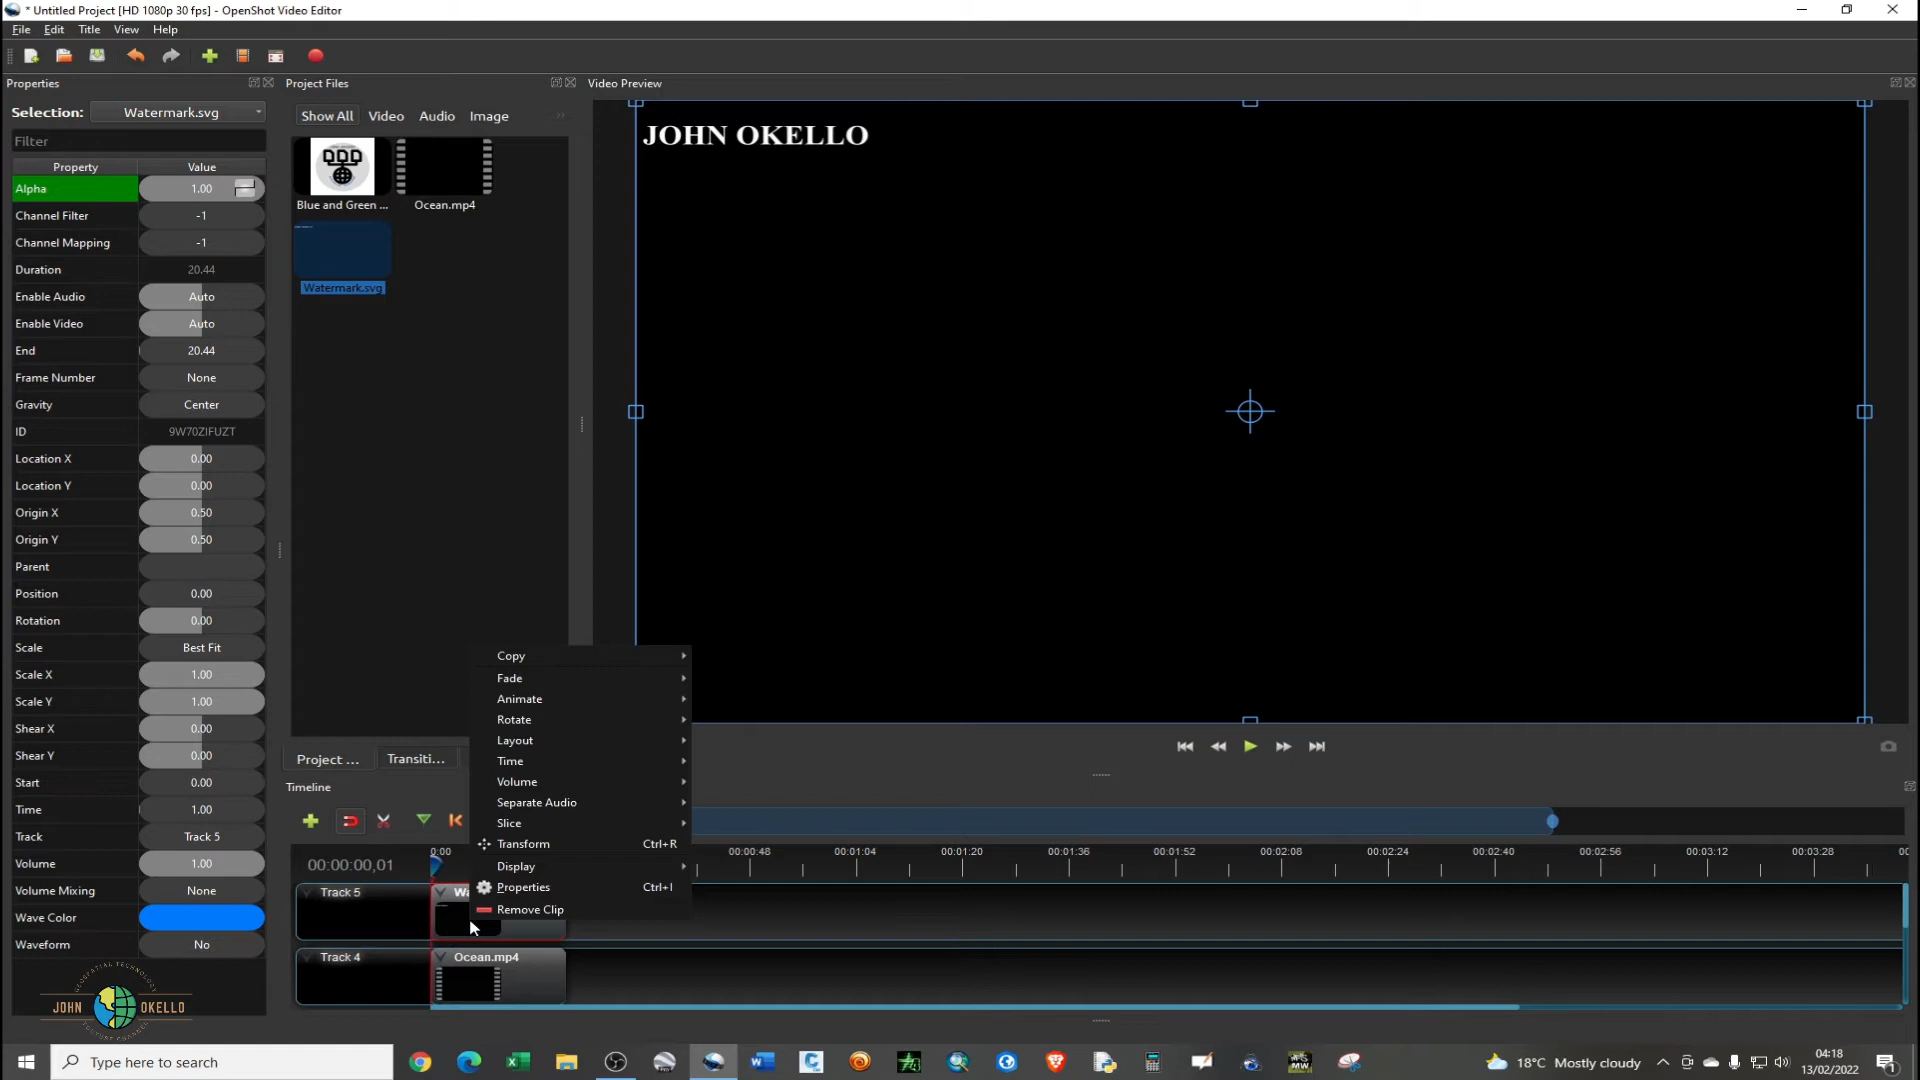 * Untitled Project [HD 1080p 30 fps] - OpenShot Video Editor
File Edit Title View Help
Properties
Selection: Watermark.svg
Filter
Property Value
Alpha 1.00
Channel Filter -1
Channel Mapping -1
Duration 20.44
Enable Audio Auto
Enable Video Auto
End 20.44
Frame Number None
Gravity Center
ID 9W70ZIFUZT
Location X 0.00
Location Y 0.00
Origin X 0.50
Origin Y 0.50
Parent
Position 0.00
Rotation 0.00
Scale Best Fit
Scale X 1.00
Scale Y 1.00
Shear X 0.00
Shear Y 0.00
Start 0.00
Time 1.00
Track Track 5
Volume 1.00
Volume Mixing None
Wave Color
Waveform No
GEOSPATIAL TECHNOLOGY
JOHN OKELLO
YOUTUBE CHANNEL
Project Files
Show All Video Audio Image
Blue and Green ...
Ocean.mp4
Watermark.svg
Video Preview
JOHN OKELLO
Project ... Transiti...
Copy
Fade
Animate
Rotate
Layout
Time
Volume
Separate Audio
Slice
Transform Ctrl+R
Display
Properties Ctrl+I
Remove Clip
Timeline
00:00:00,01
0:00 00:00:48 00:01:04 00:01:20 00:01:36 00:01:52 00:02:08 00:02:24 00:02:40 00:02:56 00:03:12 00:03:28 00
Track 5 Wa
Track 4 Ocean.mp4
Type here to search
18°C Mostly cloudy
04:18
13/02/2022
1